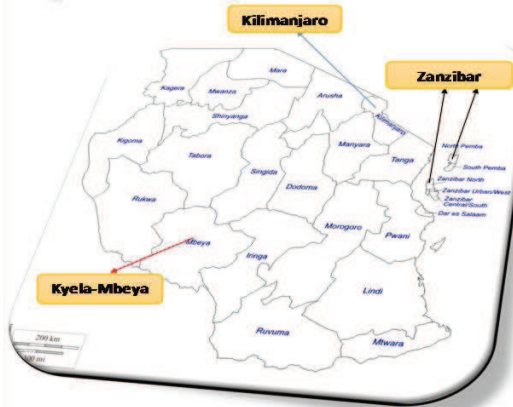 Kilimanjaro
Zanzibar
Mara
Kagera
Mwanza
Arusha
Shinyanga
Kilimanjaro
Kigoma
Manyara
North Pemba
Tabora
Tanga
South Pemba
Singida
Zanzibar North
Dodoma
Zanzibar Urban/West
Rukwa
Zanzibar
Central/South
Dar es Salaam
Morogoro
Pwani
Mbeya
Iringa
Kyela-Mbeya
Lindi
Ruvuma
Mtwara
200 km